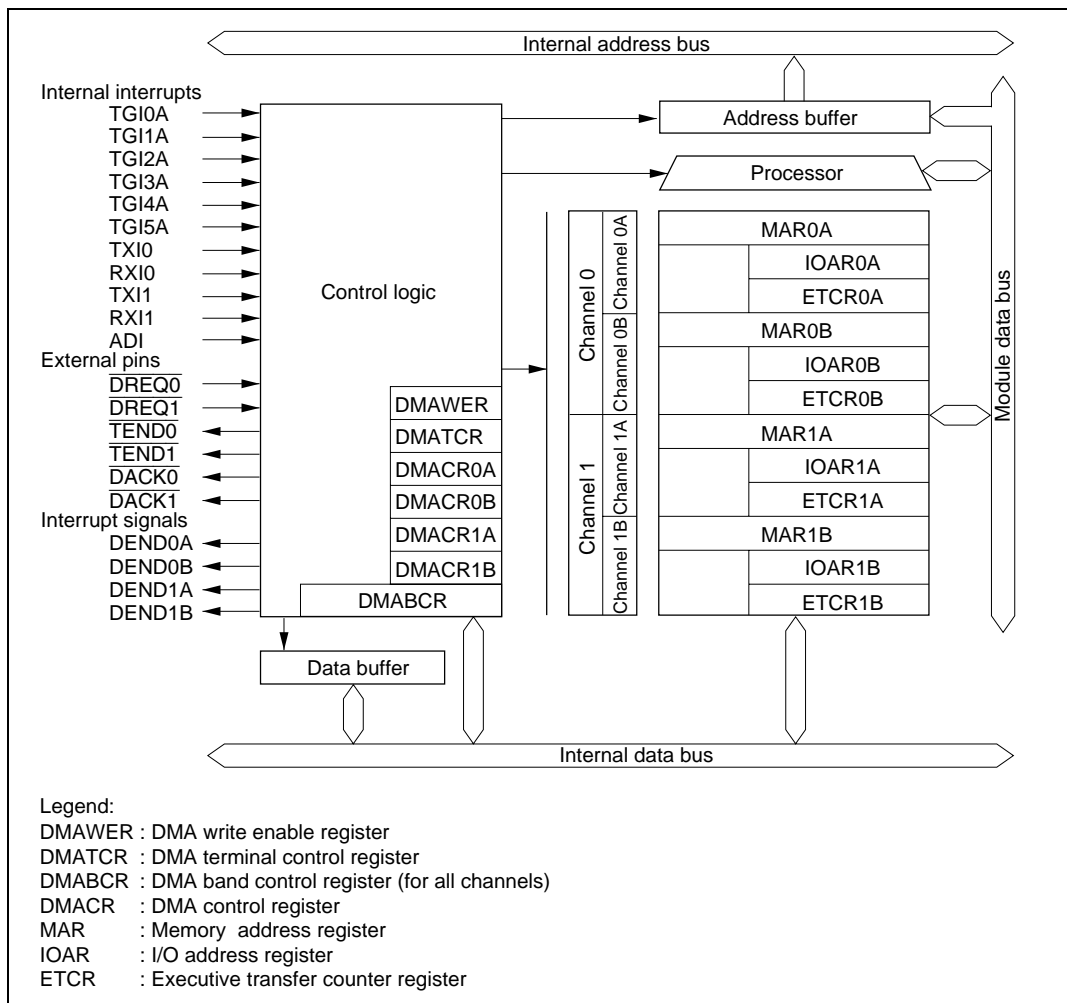 Internal address bus
Internal interrupts
TGI0A
TGI1A
TGI2A
TGI3A
TGI4A
TGI5A
TXI0
RXI0
TXI1
RXI1
ADI
External pins
DREQ0
DREQ1
TEND0
TEND1
DACK0
DACK1
Interrupt signals
DEND0A
DEND0B
DEND1A
DEND1B
Control logic
DMAWER
DMATCR
DMACR0A
DMACR0B
DMACR1A
DMACR1B
DMABCR
Data buffer
Address buffer
Processor
Channel 0
Channel 0A
Channel 0B
Channel 1
Channel 1A
Channel 1B
MAR0A
IOAR0A
ETCR0A
MAR0B
IOAR0B
ETCR0B
MAR1A
IOAR1A
ETCR1A
MAR1B
IOAR1B
ETCR1B
Module data bus
Internal data bus
Legend:
DMAWER : DMA write enable register
DMATCR : DMA terminal control register
DMABCR : DMA band control register (for all channels)
DMACR : DMA control register
MAR : Memory address register
IOAR : I/O address register
ETCR : Executive transfer counter register